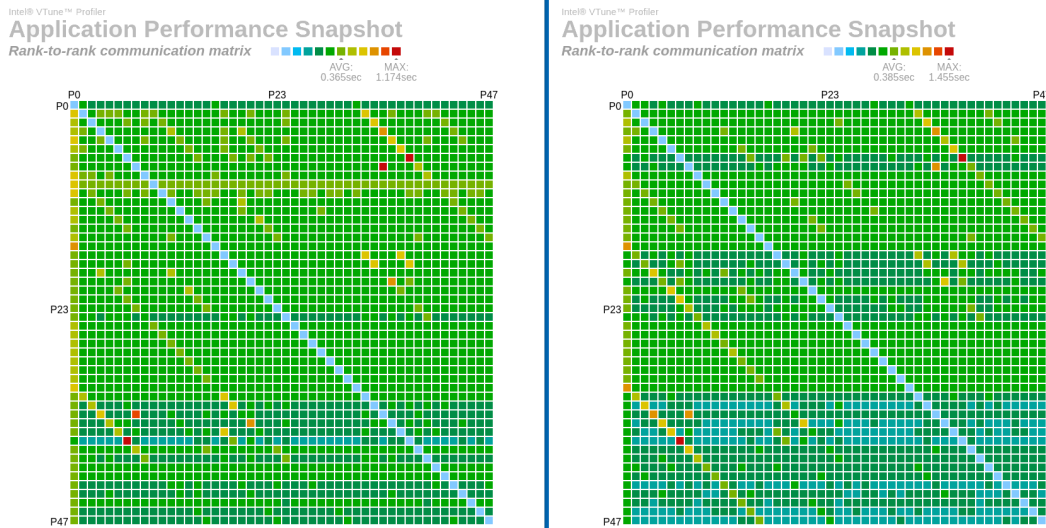 Intel® VTune™ Profiler
Application Performance Snapshot
Rank-to-rank communication matrix
AVG:
0.365sec
MAX:
1.174sec
P0
P23
P47
P0
P23
P47
Intel® VTune™ Profiler
Application Performance Snapshot
Rank-to-rank communication matrix
AVG:
0.385sec
MAX:
1.455sec
P0
P23
P4
P0
P23
P47